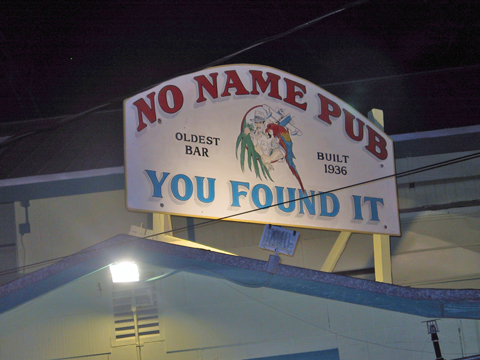 NO NAME PUB
OLDEST
BAR
BUILT
1936
YOU FOUND IT